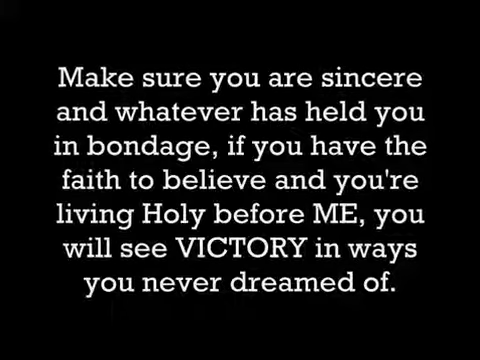 Make sure you are sincere
and whatever has held you
in bondage, if you have the
faith to believe and you're
living Holy before ME, you
will see VICTORY in ways
you never dreamed of.